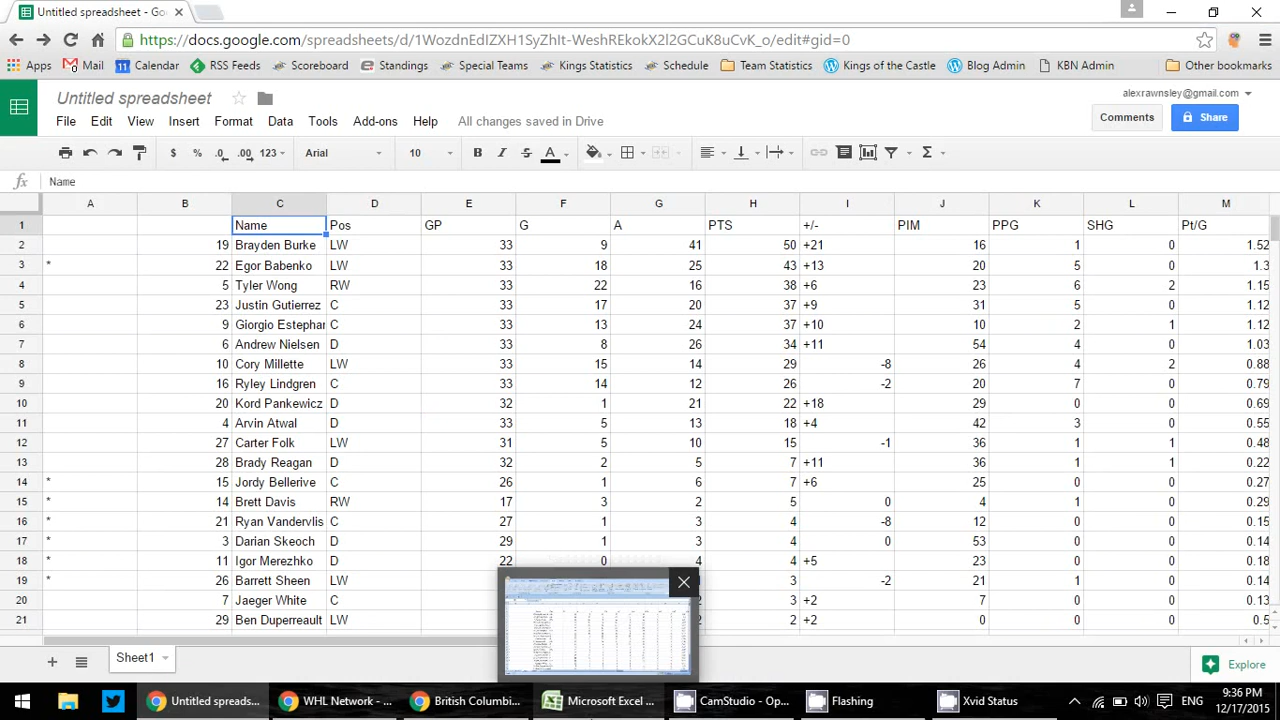 Untitled spreadsheet - Go
https://docs.google.com/spreadsheets/d/1WozdnEdIZXH1SyZhIt-WeshREkokX2l2GCuK8uCvK_o/edit#gid=0
Apps Mail Calendar RSS Feeds Scoreboard Standings Special Teams Kings Statistics Schedule Team Statistics Kings of the Castle Blog Admin KBN Admin Other bookmarks
Untitled spreadsheet
alexrawnsley@gmail.com
File Edit View Insert Format Data Tools Add-ons Help All changes saved in Drive
Comments Share
$ % .0 .00 123 Arial 10 B I S A Σ
fx Name
A B C D E F G H I J K L M
1 Name Pos GP G A PTS +/- PIM PPG SHG Pt/G
2 19 Brayden Burke LW 33 9 41 50 +21 16 1 0 1.52
3 * 22 Egor Babenko LW 33 18 25 43 +13 20 5 0 1.3
4 5 Tyler Wong RW 33 22 16 38 +6 23 6 2 1.15
5 23 Justin Gutierrez C 33 17 20 37 +9 31 5 0 1.12
6 9 Giorgio Estephan C 33 13 24 37 +10 10 2 1 1.12
7 6 Andrew Nielsen D 33 8 26 34 +11 54 4 0 1.03
8 10 Cory Millette LW 33 15 14 29 -8 26 4 2 0.88
9 16 Ryley Lindgren C 33 14 12 26 -2 20 7 0 0.79
10 20 Kord Pankewicz D 32 1 21 22 +18 29 0 0 0.69
11 4 Arvin Atwal D 33 5 13 18 +4 42 3 0 0.55
12 27 Carter Folk LW 31 5 10 15 -1 36 1 1 0.48
13 28 Brady Reagan D 32 2 5 7 +11 36 1 1 0.22
14 * 15 Jordy Bellerive C 26 1 6 7 +6 25 0 0 0.27
15 * 14 Brett Davis RW 17 3 2 5 0 4 1 0 0.29
16 * 21 Ryan Vandervlis C 27 1 3 4 -8 12 0 0 0.15
17 * 3 Darian Skeoch D 29 1 3 4 0 53 0 0 0.14
18 * 11 Igor Merezhko D 22 0 4 4 +5 23 0 0 0.18
19 * 26 Barrett Sheen LW 3 -2 21 1 0 0.14
20 7 Jaeger White C 3 +2 7 0 0 0.13
21 29 Ben Duperreault LW 2 +2 0 0 0.5
Sheet1 Explore
Untitled spreads... WHL Network - ... British Columbi... Microsoft Excel ... CamStudio - Op... Flashing Xvid Status ENG 9:36 PM
12/17/2015